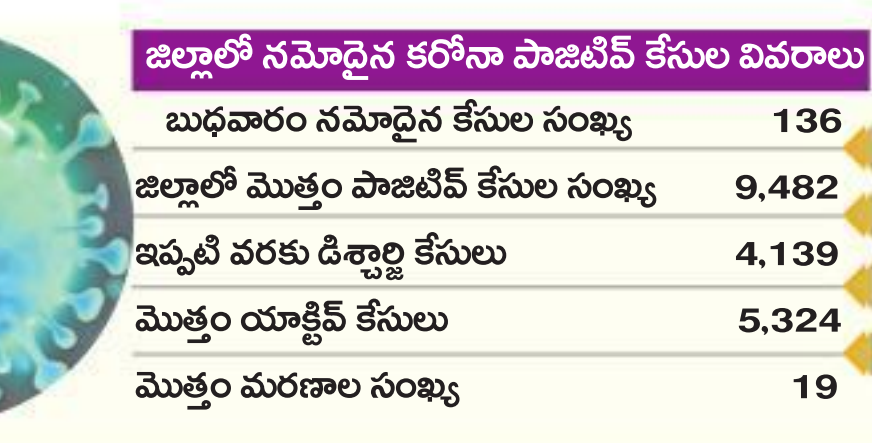 జిల్లాలో నమోదైన కరోనా పాజిటివ్ కేసుల వివరాలు
బుధవారం నమోదైన కేసుల సంఖ్య 136
జిల్లాలో మొత్తం పాజిటివ్ కేసుల సంఖ్య 9,482
ఇప్పటి వరకు డిశ్చార్జి కేసులు 4,139
మొత్తం యాక్టివ్ కేసులు 5,324
మొత్తం మరణాల సంఖ్య 19